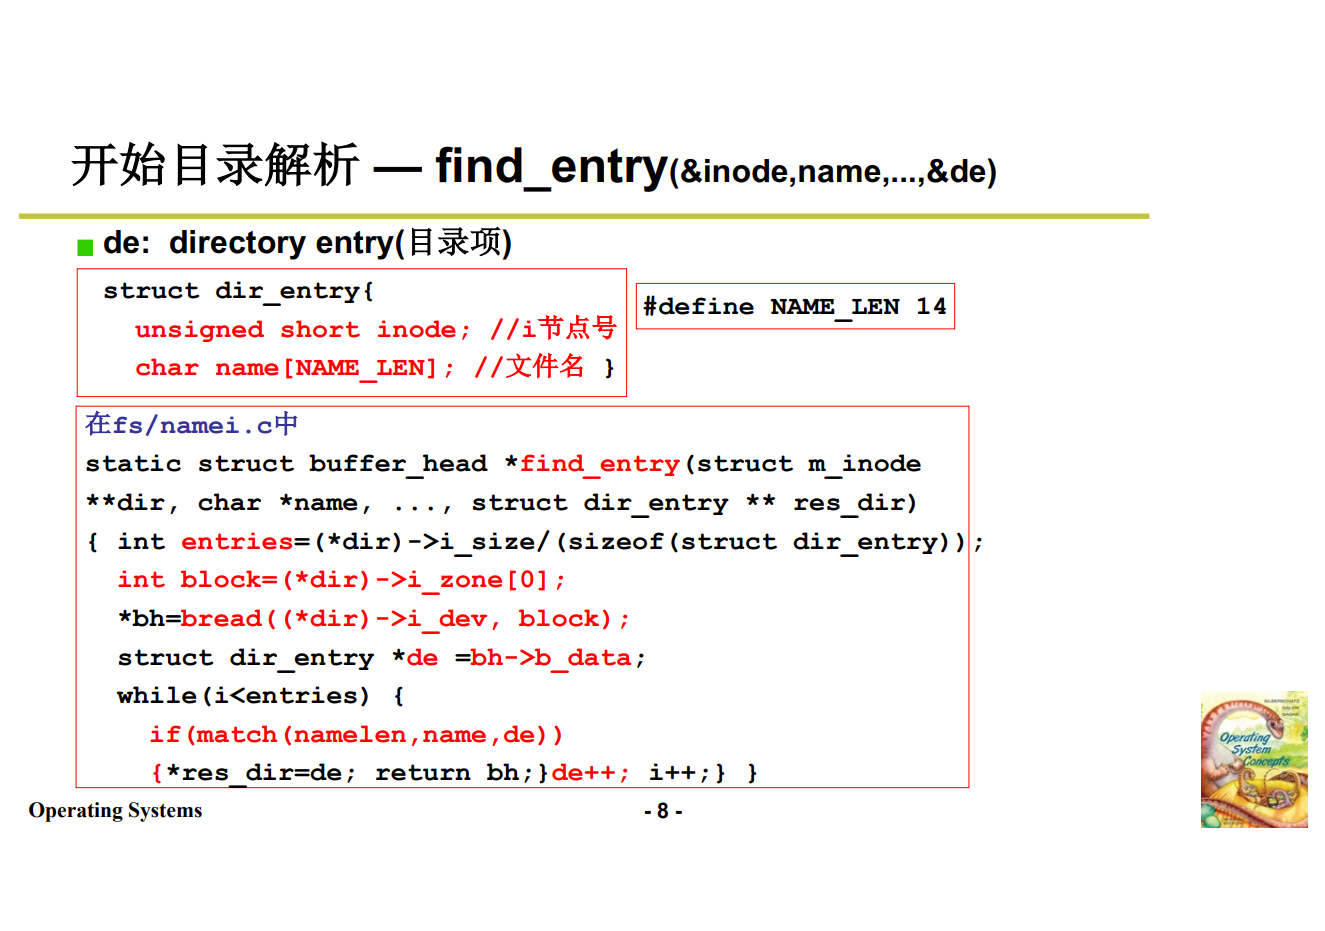 开始目录解析 — find_entry(&inode,name,...,&de)
de: directory entry(目录项)
struct dir_entry{
unsigned short inode; //i节点号
char name[NAME_LEN]; //文件名 }
#define NAME_LEN 14
在fs/namei.c中
static struct buffer_head *find_entry(struct m_inode
**dir, char *name, ..., struct dir_entry ** res_dir)
{ int entries=(*dir)->i_size/(sizeof(struct dir_entry));
int block=(*dir)->i_zone[0];
*bh=bread((*dir)->i_dev, block);
struct dir_entry *de =bh->b_data;
while(i<entries) {
if(match(namelen,name,de))
{*res_dir=de; return bh;}de++; i++;} }
Operating Systems
- 8 -
Operating
System
Concepts